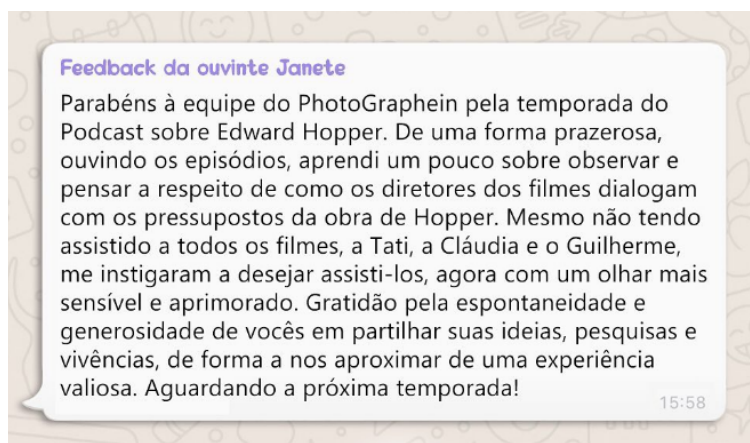 Feedback da ouvinte Janete
Parabéns à equipe do PhotoGraphein pela temporada do
Podcast sobre Edward Hopper. De uma forma prazerosa,
ouvindo os episódios, aprendi um pouco sobre observar e
pensar a respeito de como os diretores dos filmes dialogam
com os pressupostos da obra de Hopper. Mesmo não tendo
assistido a todos os filmes, a Tati, a Cláudia e o Guilherme,
me instigaram a desejar assisti-los, agora com um olhar mais
sensível e aprimorado. Gratidão pela espontaneidade e
generosidade de vocês em partilhar suas ideias, pesquisas e
vivências, de forma a nos aproximar de uma experiência
valiosa. Aguardando a próxima temporada!
15:58